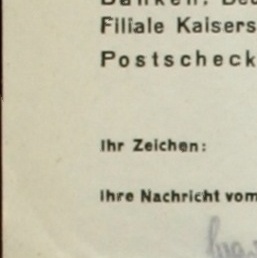 Filiale Kaisers
Postscheck
Ihr Zeichen:
Ihre Nachricht vom